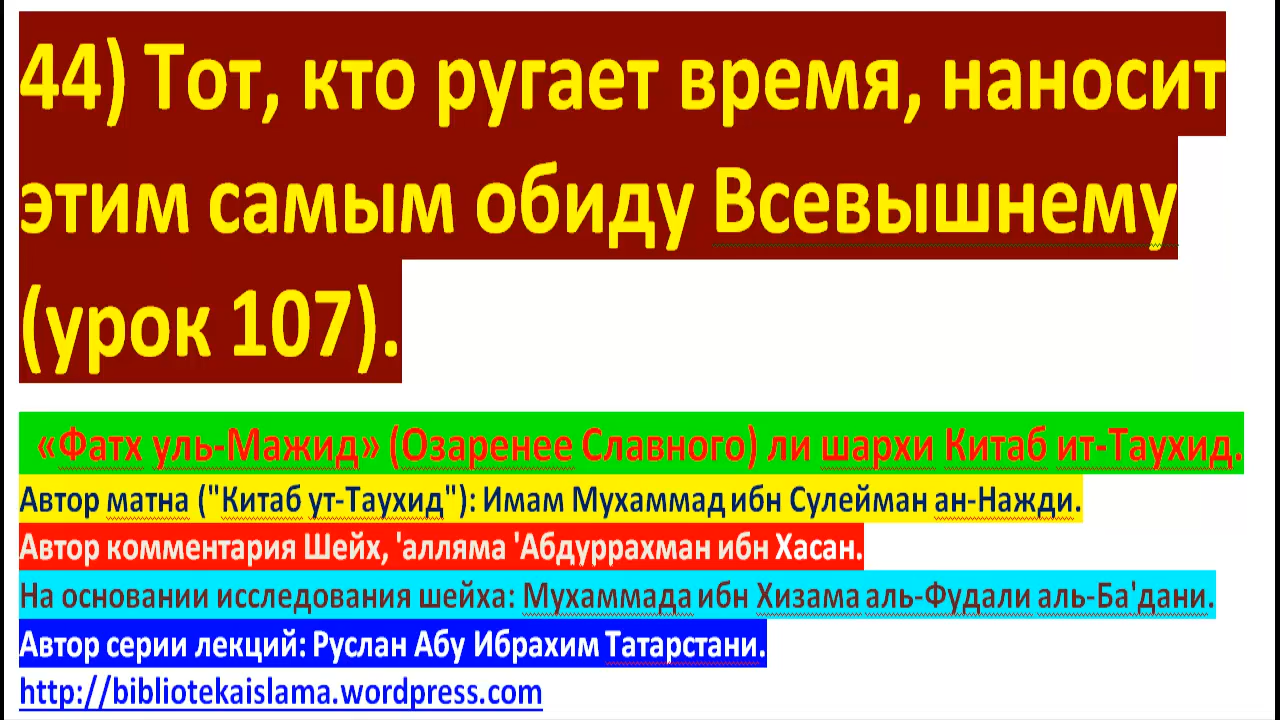 44) Тот, кто ругает время, наносит
этим самым обиду Всевышнему
(урок 107).
«Фатх уль-Мажид» (Озаренее Славного) ли шархи Китаб ит-Таухид.
Автор матна ("Китаб ут-Таухид"): Имам Мухаммад ибн Сулейман ан-Нажди.
Автор комментария Шейх, 'алляма 'Абдуррахман ибн Хасан.
На основании исследования шейха: Мухаммада ибн Хизама аль-Фудали аль-Ба'дани.
Автор серии лекций: Руслан Абу Ибрахим Татарстани.
http://bibliotekaislama.wordpress.com